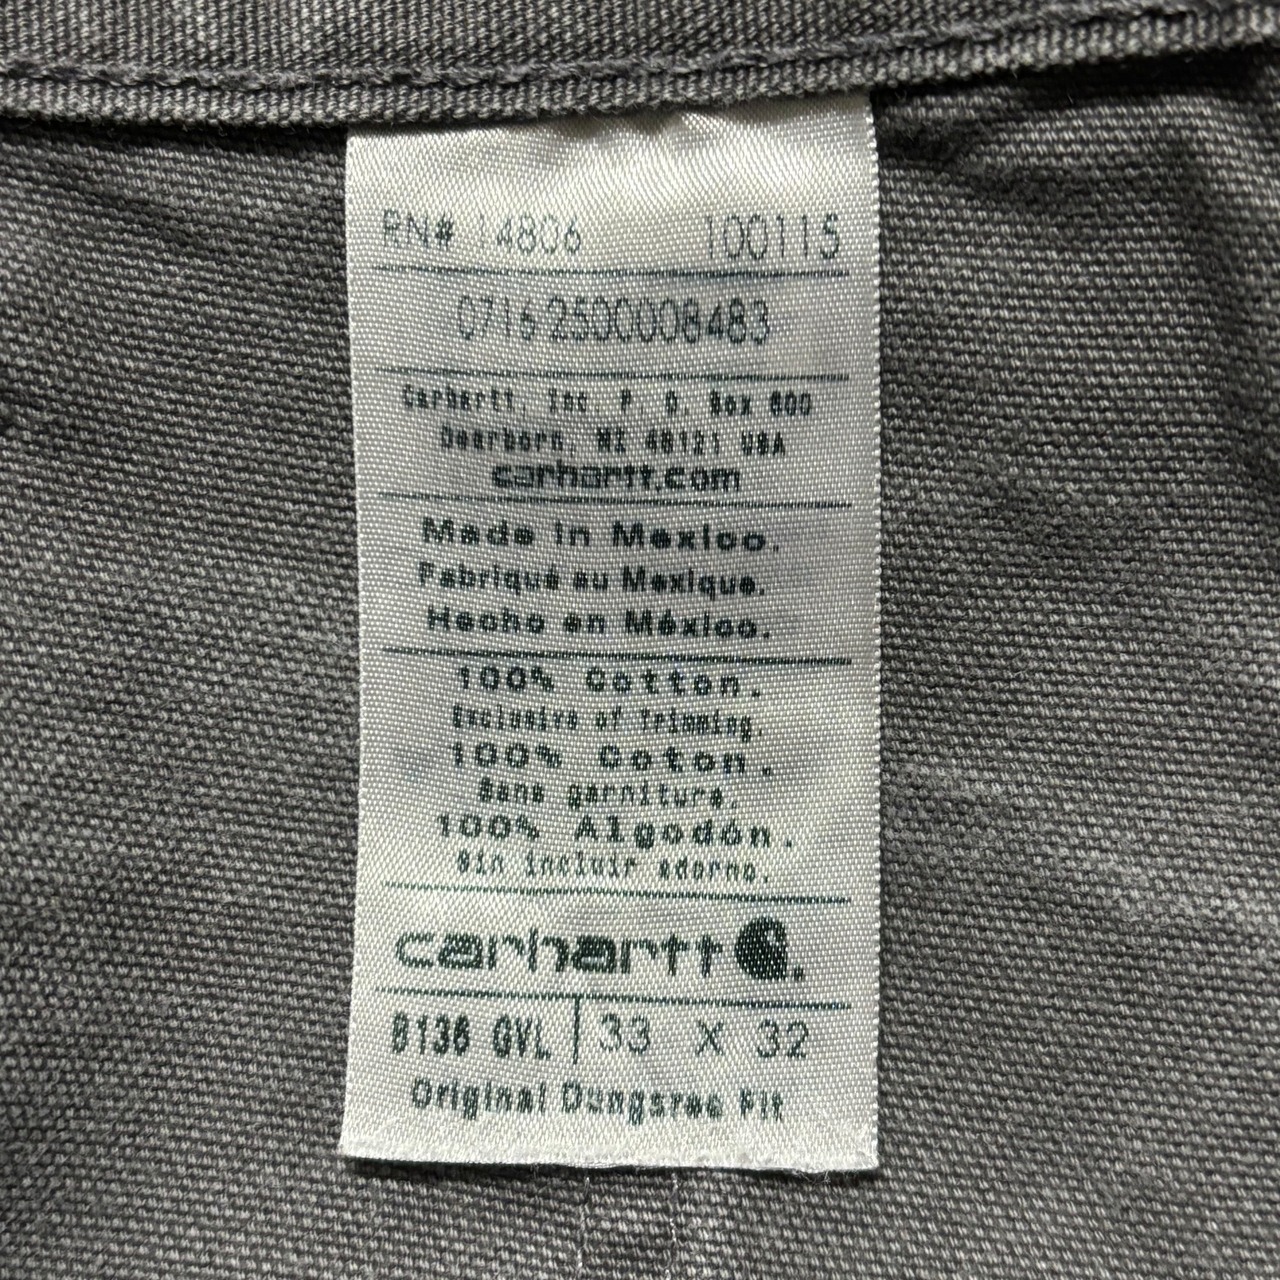 RN# 14806 100115
07162500008483
Carhartt, Inc. P. O. Box 600
Dearborn, MI 48121 USA
carhartt.com
Made in Mexico.
Fabriqué au Mexique.
Hecho en México.
100% Cotton.
Exclusive of Trimming.
100% Coton.
Sans garniture.
100% Algodón.
Sin incluir adorno.
carhartt
B136 GVL | 33 X 32
Original Dungaree Fit